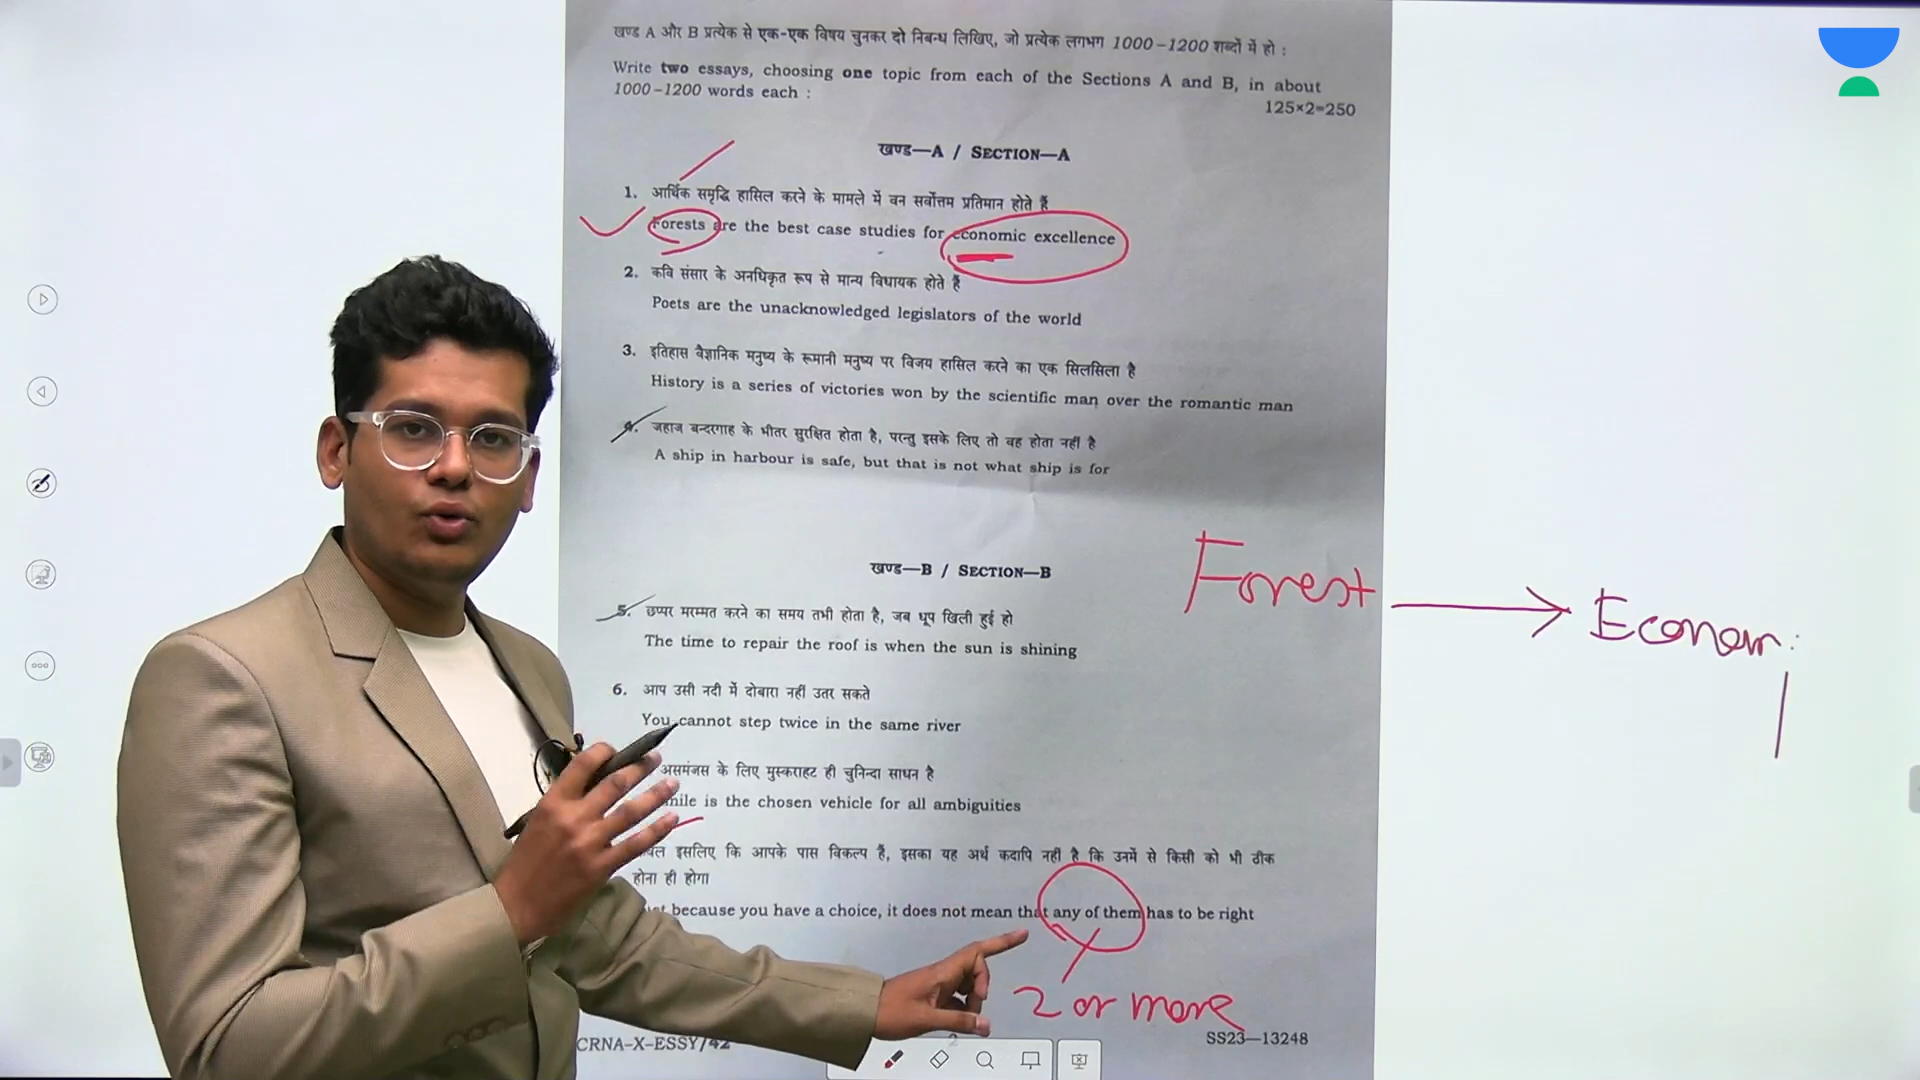 खण्ड A और B प्रत्येक से एक-एक विषय चुनकर दो निबन्ध लिखिए, जो प्रत्येक लगभग 1000-1200 शब्दों में हो :
Write two essays, choosing one topic from each of the Sections A and B, in about
1000-1200 words each :
125×2=250
खण्ड—A / SECTION—A
1. आर्थिक समृद्धि हासिल करने के मामले में वन सर्वोत्तम प्रतिमान होते हैं
Forests are the best case studies for economic excellence
2. कवि संसार के अनधिकृत रूप से मान्य विधायक होते हैं
Poets are the unacknowledged legislators of the world
3. इतिहास वैज्ञानिक मनुष्य के रूमानी मनुष्य पर विजय हासिल करने का एक सिलसिला है
History is a series of victories won by the scientific man over the romantic man
4. जहाज बन्दरगाह के भीतर सुरक्षित होता है, परन्तु इसके लिए तो वह होता नहीं है
A ship in harbour is safe, but that is not what ship is for
खण्ड—B / SECTION—B
Forest
Econom
5. छप्पर मरम्मत करने का समय तभी होता है, जब धूप खिली हुई हो
The time to repair the roof is when the sun is shining
6. आप उसी नदी में दोबारा नहीं उतर सकते
You cannot step twice in the same river
असमंजस के लिए मुस्कराहट ही चुनिन्दा साधन है
is the chosen vehicle for all ambiguities
इसलिए कि आपके पास विकल्प हैं, इसका यह अर्थ कदापि नहीं है कि उनमें से किसी को भी ठीक
होना ही होगा
because you have a choice, it does not mean that any of them has to be right
2 or more
CRNA-X-ESSY/42
2
SS23—13248